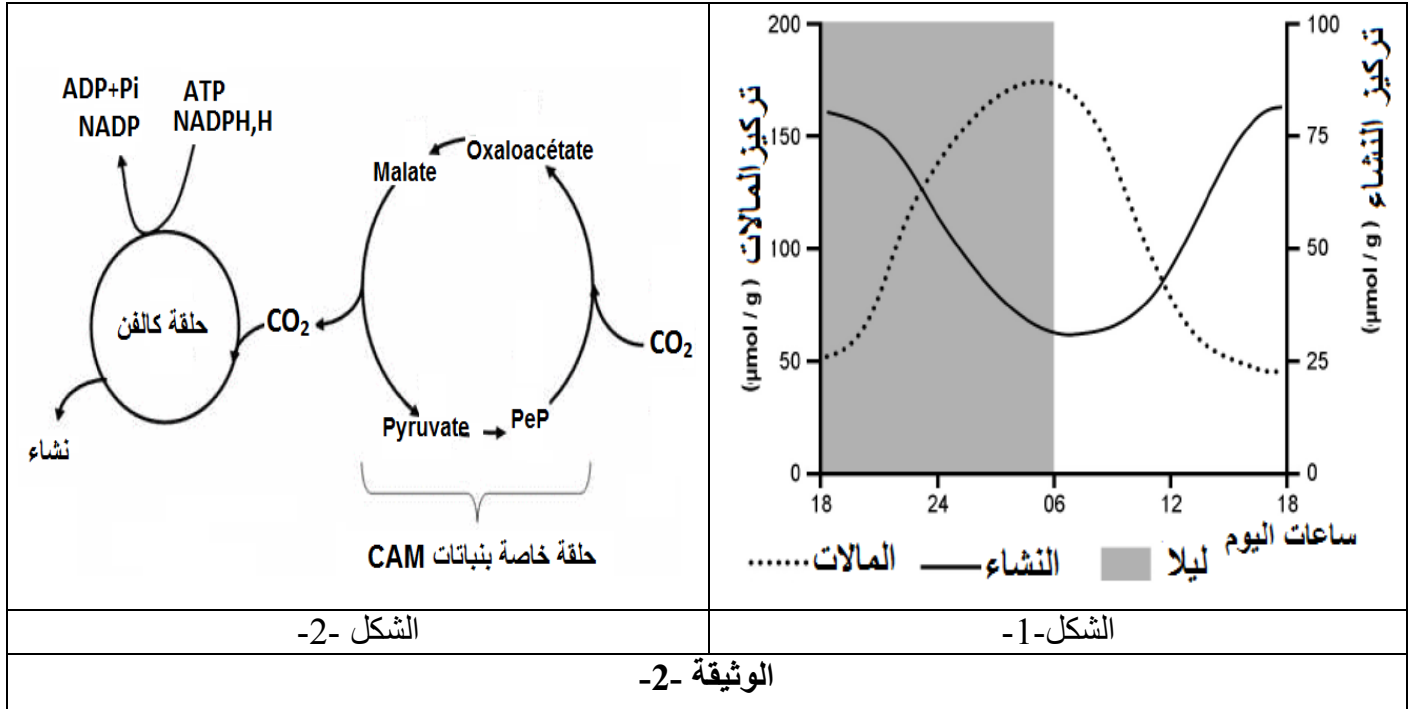 200
150
100
50
0
100
75
50
25
0
تركيز المالات
(µmol / g)
تركيز النشاء
(µmol / g)
18
24
06
12
18
ساعات اليوم
ليلا
النشاء
المالات
ADP+Pi
NADP
ATP
NADPH,H
Oxaloacétate
Malate
CO2
CO2
Pyruvate
PeP
حلقة كالفن
نشاء
حلقة خاصة بنباتات CAM
الشكل-1-
الشكل -2-
الوثيقة -2-